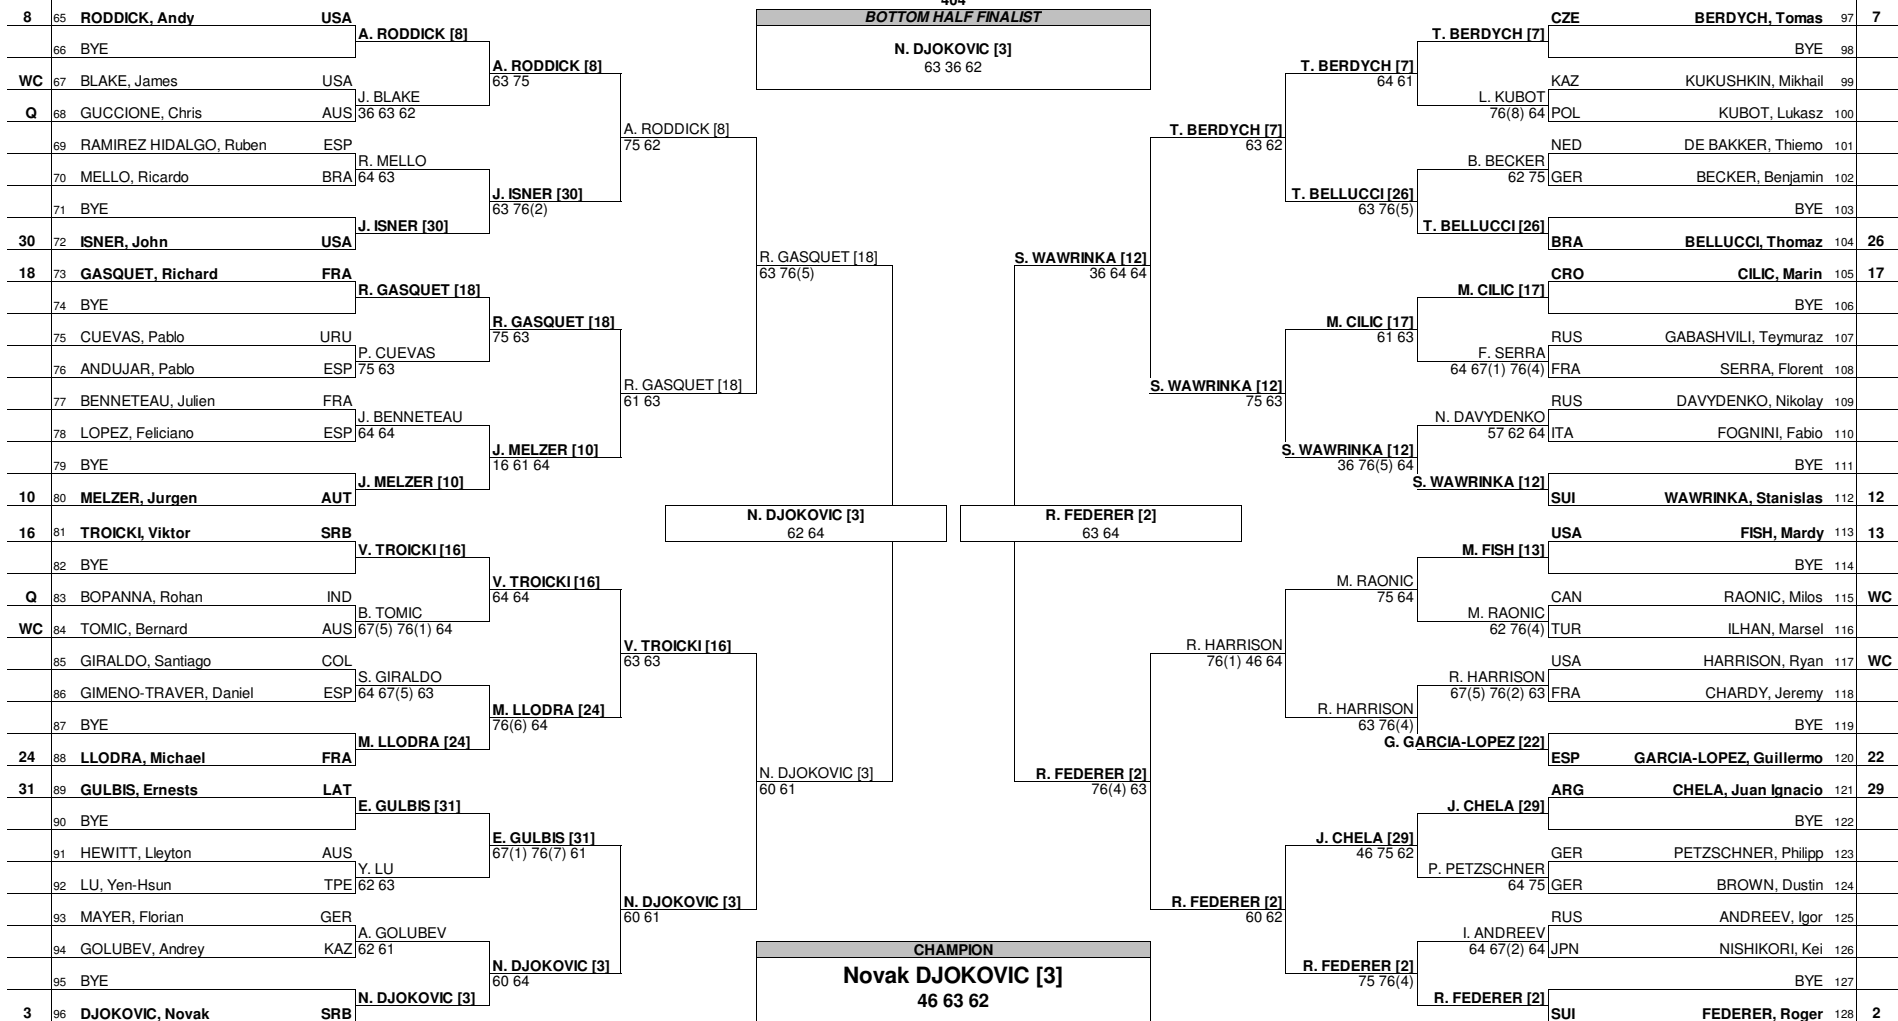 404
8 65 RODDICK, Andy USA
A. RODDICK [8]
66 BYE
A. RODDICK [8]
63 75
WC 67 BLAKE, James USA
J. BLAKE
36 63 62
Q 68 GUCCIONE, Chris AUS
A. RODDICK [8]
75 62
69 RAMIREZ HIDALGO, Ruben ESP
R. MELLO
64 63
70 MELLO, Ricardo BRA
J. ISNER [30]
63 76(2)
71 BYE
J. ISNER [30]
30 72 ISNER, John USA
R. GASQUET [18]
63 76(5)
18 73 GASQUET, Richard FRA
R. GASQUET [18]
74 BYE
R. GASQUET [18]
75 63
75 CUEVAS, Pablo URU
P. CUEVAS
75 63
76 ANDUJAR, Pablo ESP
R. GASQUET [18]
61 63
77 BENNETEAU, Julien FRA
J. BENNETEAU
64 64
78 LOPEZ, Feliciano ESP
J. MELZER [10]
16 61 64
79 BYE
J. MELZER [10]
10 80 MELZER, Jurgen AUT
N. DJOKOVIC [3]
62 64
16 81 TROICKI, Viktor SRB
V. TROICKI [16]
82 BYE
V. TROICKI [16]
64 64
Q 83 BOPANNA, Rohan IND
B. TOMIC
67(5) 76(1) 64
WC 84 TOMIC, Bernard AUS
V. TROICKI [16]
63 63
85 GIRALDO, Santiago COL
S. GIRALDO
64 67(5) 63
86 GIMENO-TRAVER, Daniel ESP
M. LLODRA [24]
76(6) 64
87 BYE
M. LLODRA [24]
24 88 LLODRA, Michael FRA
N. DJOKOVIC [3]
60 61
31 89 GULBIS, Ernests LAT
E. GULBIS [31]
90 BYE
E. GULBIS [31]
67(1) 76(7) 61
91 HEWITT, Lleyton AUS
Y. LU
62 63
92 LU, Yen-Hsun TPE
N. DJOKOVIC [3]
60 61
93 MAYER, Florian GER
A. GOLUBEV
62 61
94 GOLUBEV, Andrey KAZ
N. DJOKOVIC [3]
60 64
95 BYE
N. DJOKOVIC [3]
3 96 DJOKOVIC, Novak SRB
BOTTOM HALF FINALIST
N. DJOKOVIC [3]
63 36 62
CHAMPION
Novak DJOKOVIC [3]
46 63 62
CZE BERDYCH, Tomas 97 7
T. BERDYCH [7]
BYE 98
T. BERDYCH [7]
64 61
KAZ KUKUSHKIN, Mikhail 99
L. KUBOT
76(8) 64
POL KUBOT, Lukasz 100
T. BERDYCH [7]
63 62
NED DE BAKKER, Thiemo 101
B. BECKER
62 75
GER BECKER, Benjamin 102
T. BELLUCCI [26]
63 76(5)
BYE 103
T. BELLUCCI [26]
BRA BELLUCCI, Thomaz 104 26
S. WAWRINKA [12]
36 64 64
CRO CILIC, Marin 105 17
M. CILIC [17]
BYE 106
M. CILIC [17]
61 63
RUS GABASHVILI, Teymuraz 107
F. SERRA
64 67(1) 76(4)
FRA SERRA, Florent 108
S. WAWRINKA [12]
75 63
RUS DAVYDENKO, Nikolay 109
N. DAVYDENKO
57 62 64
ITA FOGNINI, Fabio 110
S. WAWRINKA [12]
36 76(5) 64
BYE 111
S. WAWRINKA [12]
SUI WAWRINKA, Stanislas 112 12
R. FEDERER [2]
63 64
USA FISH, Mardy 113 13
M. FISH [13]
BYE 114
M. RAONIC
75 64
CAN RAONIC, Milos 115 WC
M. RAONIC
62 76(4)
TUR ILHAN, Marsel 116
R. HARRISON
76(1) 46 64
USA HARRISON, Ryan 117 WC
R. HARRISON
67(5) 76(2) 63
FRA CHARDY, Jeremy 118
R. HARRISON
63 76(4)
BYE 119
G. GARCIA-LOPEZ [22]
ESP GARCIA-LOPEZ, Guillermo 120 22
R. FEDERER [2]
76(4) 63
ARG CHELA, Juan Ignacio 121 29
J. CHELA [29]
BYE 122
J. CHELA [29]
46 75 62
GER PETZSCHNER, Philipp 123
P. PETZSCHNER
64 75
GER BROWN, Dustin 124
R. FEDERER [2]
60 62
RUS ANDREEV, Igor 125
I. ANDREEV
64 67(2) 64
JPN NISHIKORI, Kei 126
R. FEDERER [2]
75 76(4)
BYE 127
R. FEDERER [2]
SUI FEDERER, Roger 128 2